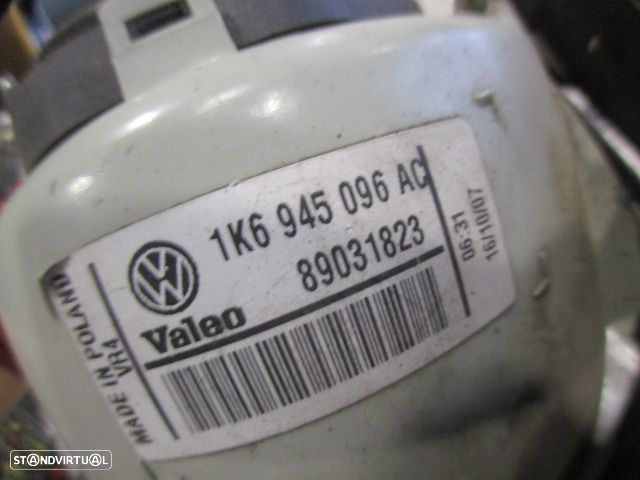 1K6 945 096 AC
89031823
Valeo
MADE IN POLAND
VR4
06:31
16/10/07
STANDVIRTUAL